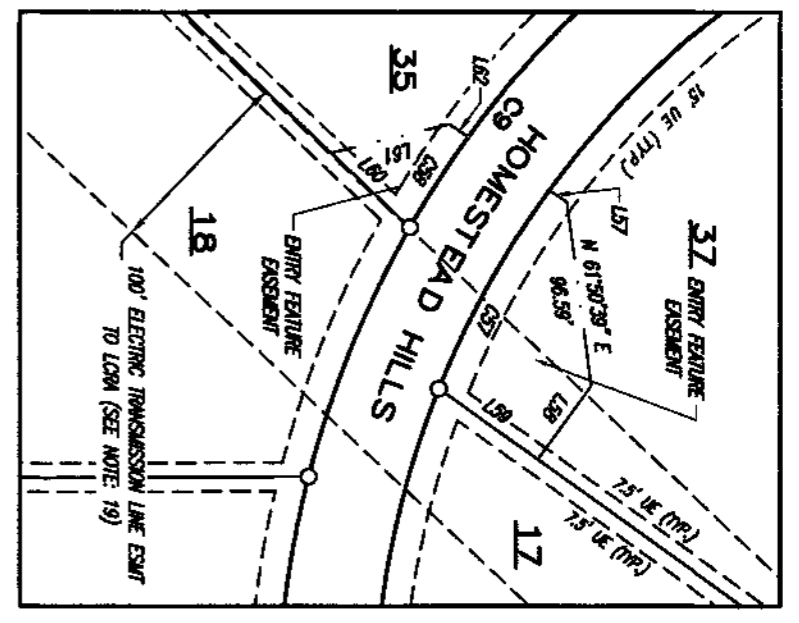 35
L62
C9
HOMESTEAD HILLS
15' UE (TYP.)
L57
37
ENTRY FEATURE
EASEMENT
N 61°50'39" E
96.59'
C58
L61
L60
18
ENTRY FEATURE
EASEMENT
C57
L58
L59
7.5' UE (TYP.)
7.5' UE (TYP.)
17
100' ELECTRIC TRANSMISSION LINE ESMT
TO LCRA (SEE NOTE: 19)